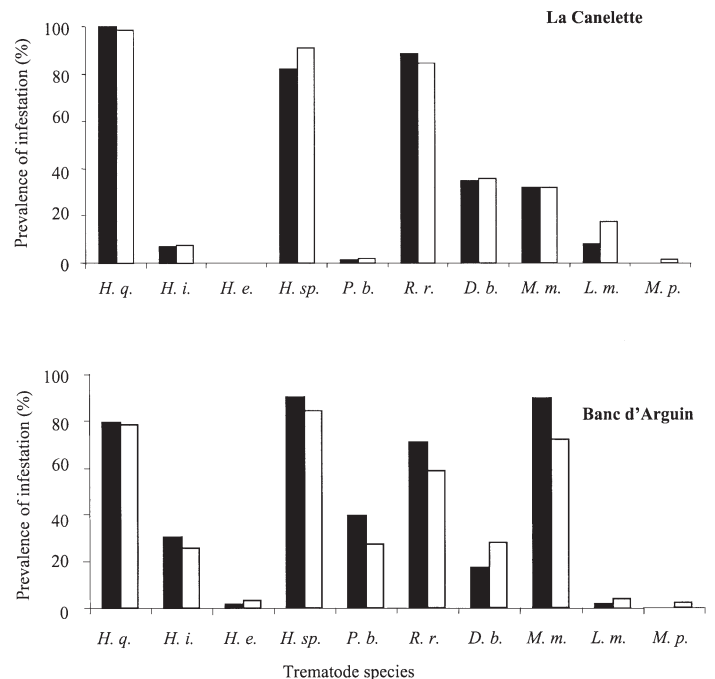 La Canelette
Prevalence of infestation (%)
100
80
60
40
20
0
H. q. H. i. H. e. H. sp. P. b. R. r. D. b. M. m. L. m. M. p.
Banc d’Arguin
Prevalence of infestation (%)
100
80
60
40
20
0
H. q. H. i. H. e. H. sp. P. b. R. r. D. b. M. m. L. m. M. p.
Trematode species